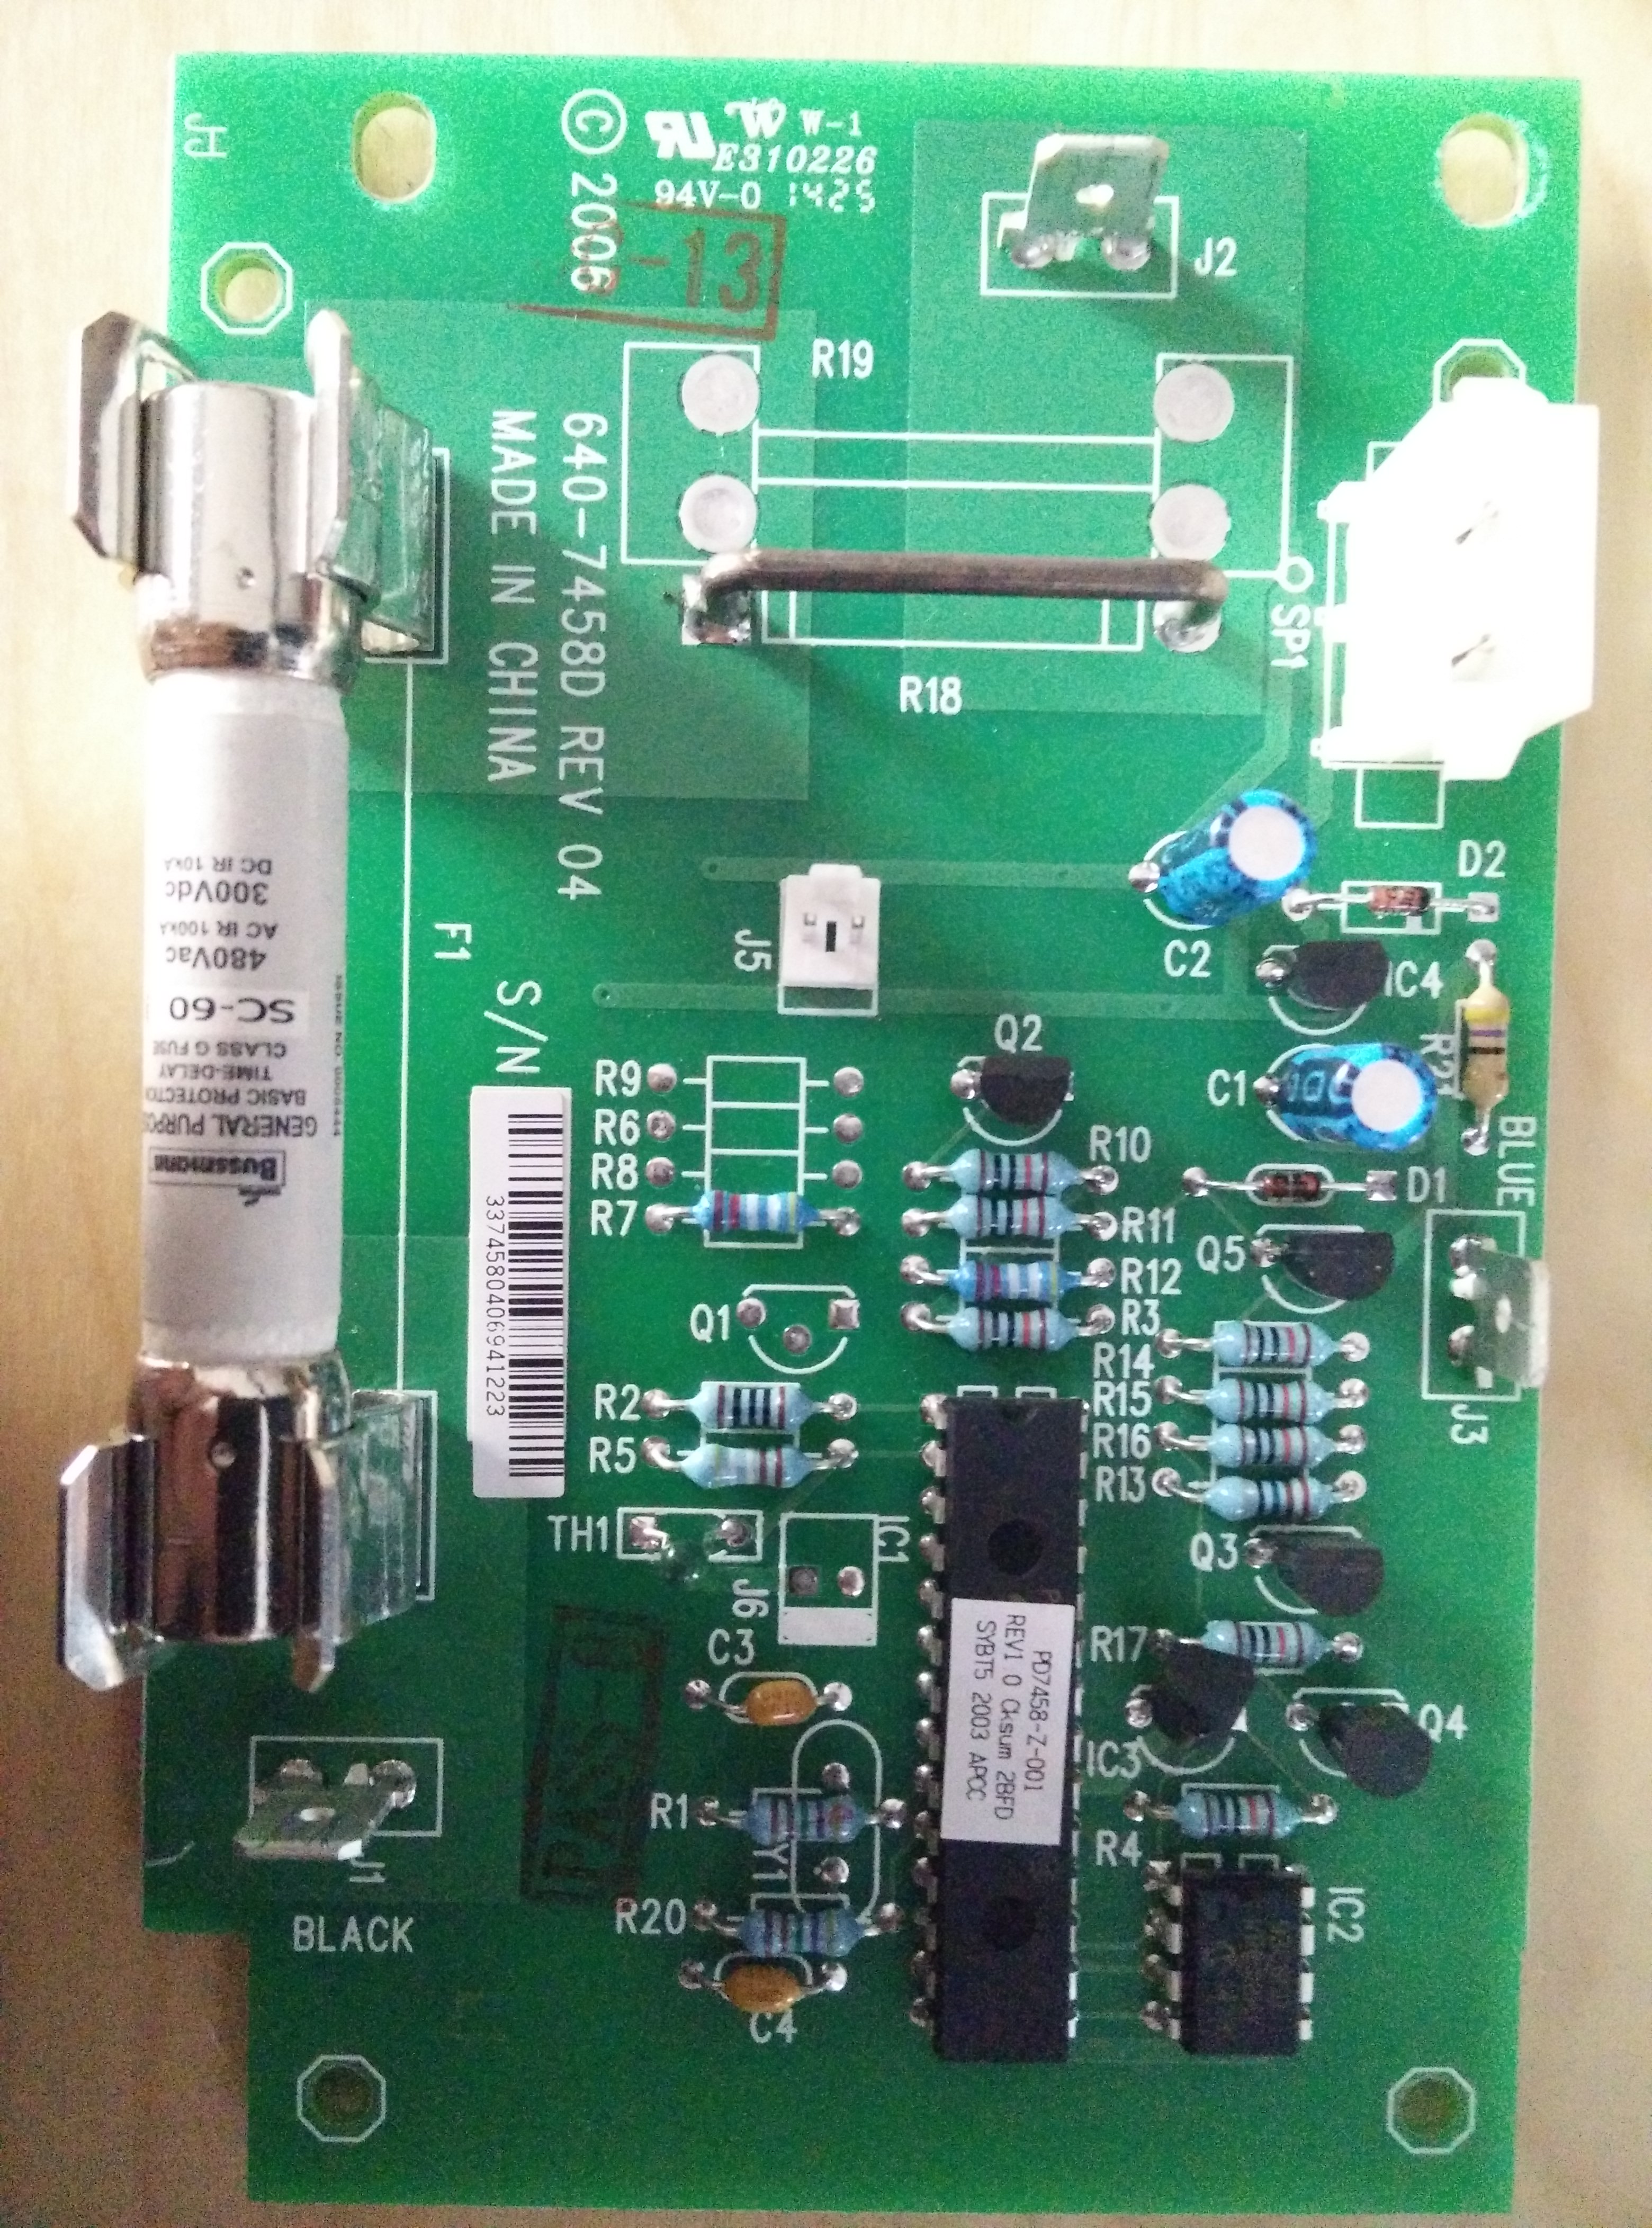 © 2006
W W-1
E310226
94V-0 1425
-13
J2
R19
640-7458D REV 04
MADE IN CHINA
SP1
R18
D2
C2
IC4
J5
F1
S/N
Q2
C1
BLUE
R9
R6
R8
R7
R10
R11
R12
R3
D1
Q5
Q1
R14
R15
R16
R13
J3
R2
R5
TH1
IC1
J6
Q3
C3
R17
Q4
IC3
R1
Y1
R4
R20
IC2
C4
J1
BLACK
3374580406941223
PD7458-Z-001
REV1.0 Cksum 2BFD
SYBT5 2003 APCC
Bussmann
GENERAL PURPO
BASIC PROTECTO
TIME-DELAY
CLASS G FUSE
SC-60
480Vac
AC IR 100kA
300Vdc
DC IR 10kA